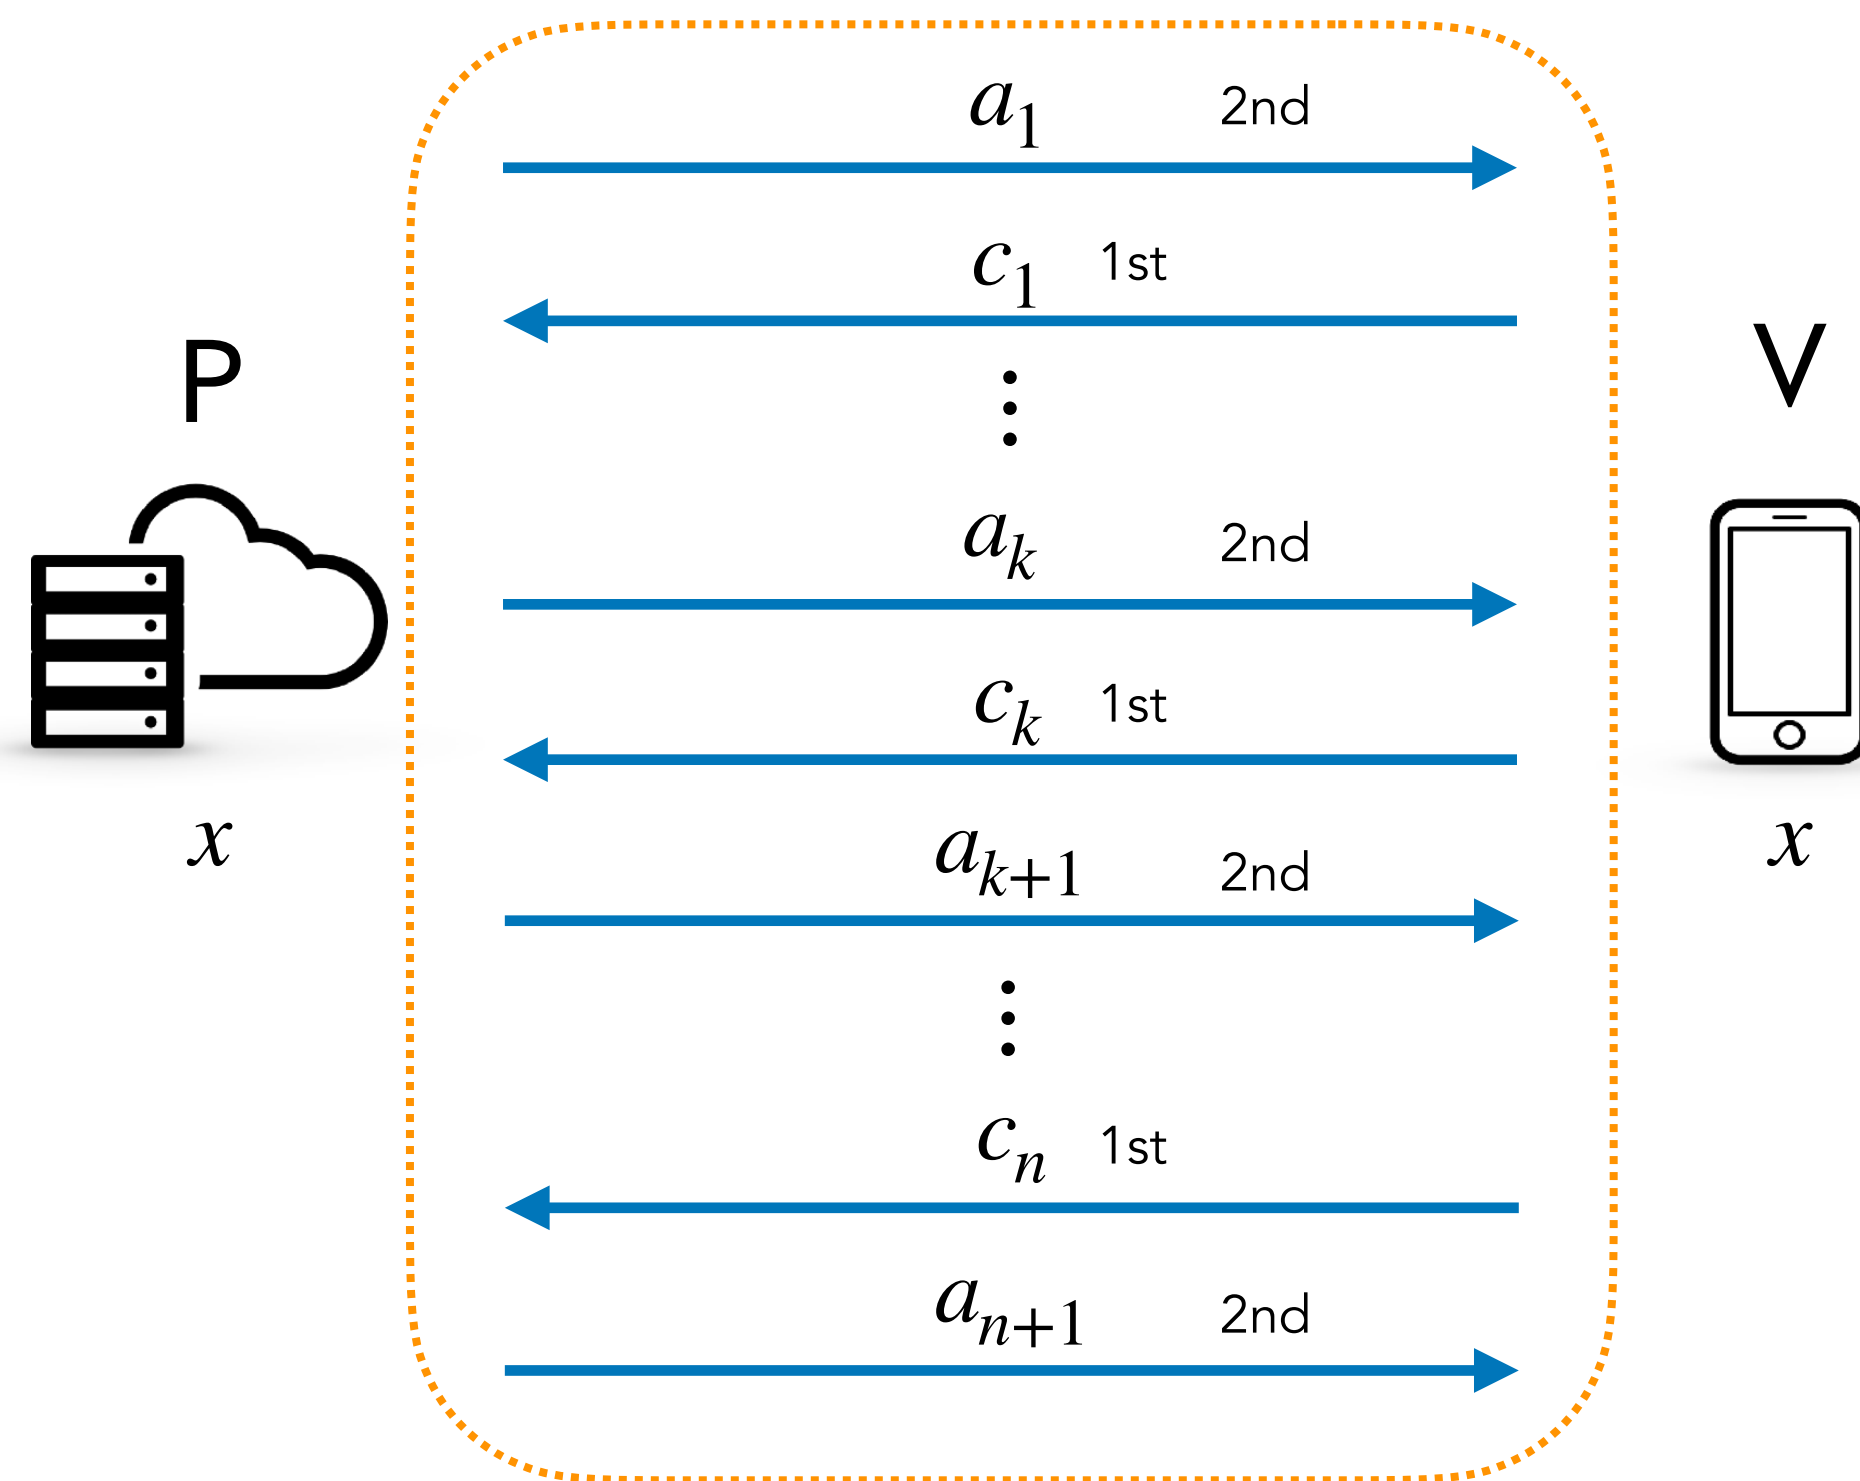 a₁ 2nd
c₁ 1st
⋮
P V
aₖ 2nd
cₖ 1st
x x
aₖ₊₁ 2nd
⋮
cₙ 1st
aₙ₊₁ 2nd